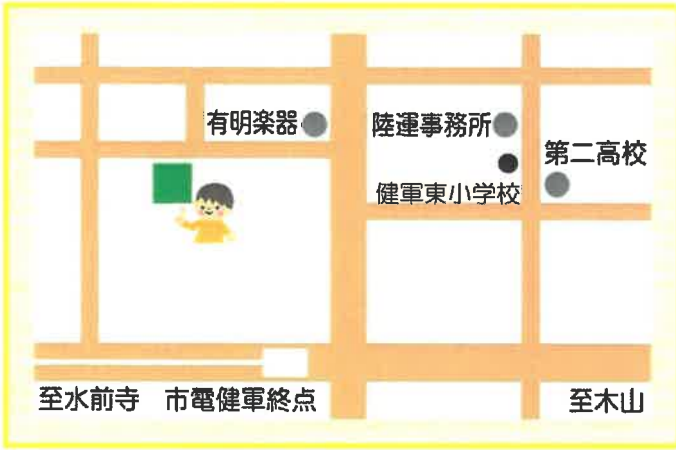 有明楽器
陸運事務所
第二高校
健軍東小学校
至水前寺
市電健軍終点
至木山